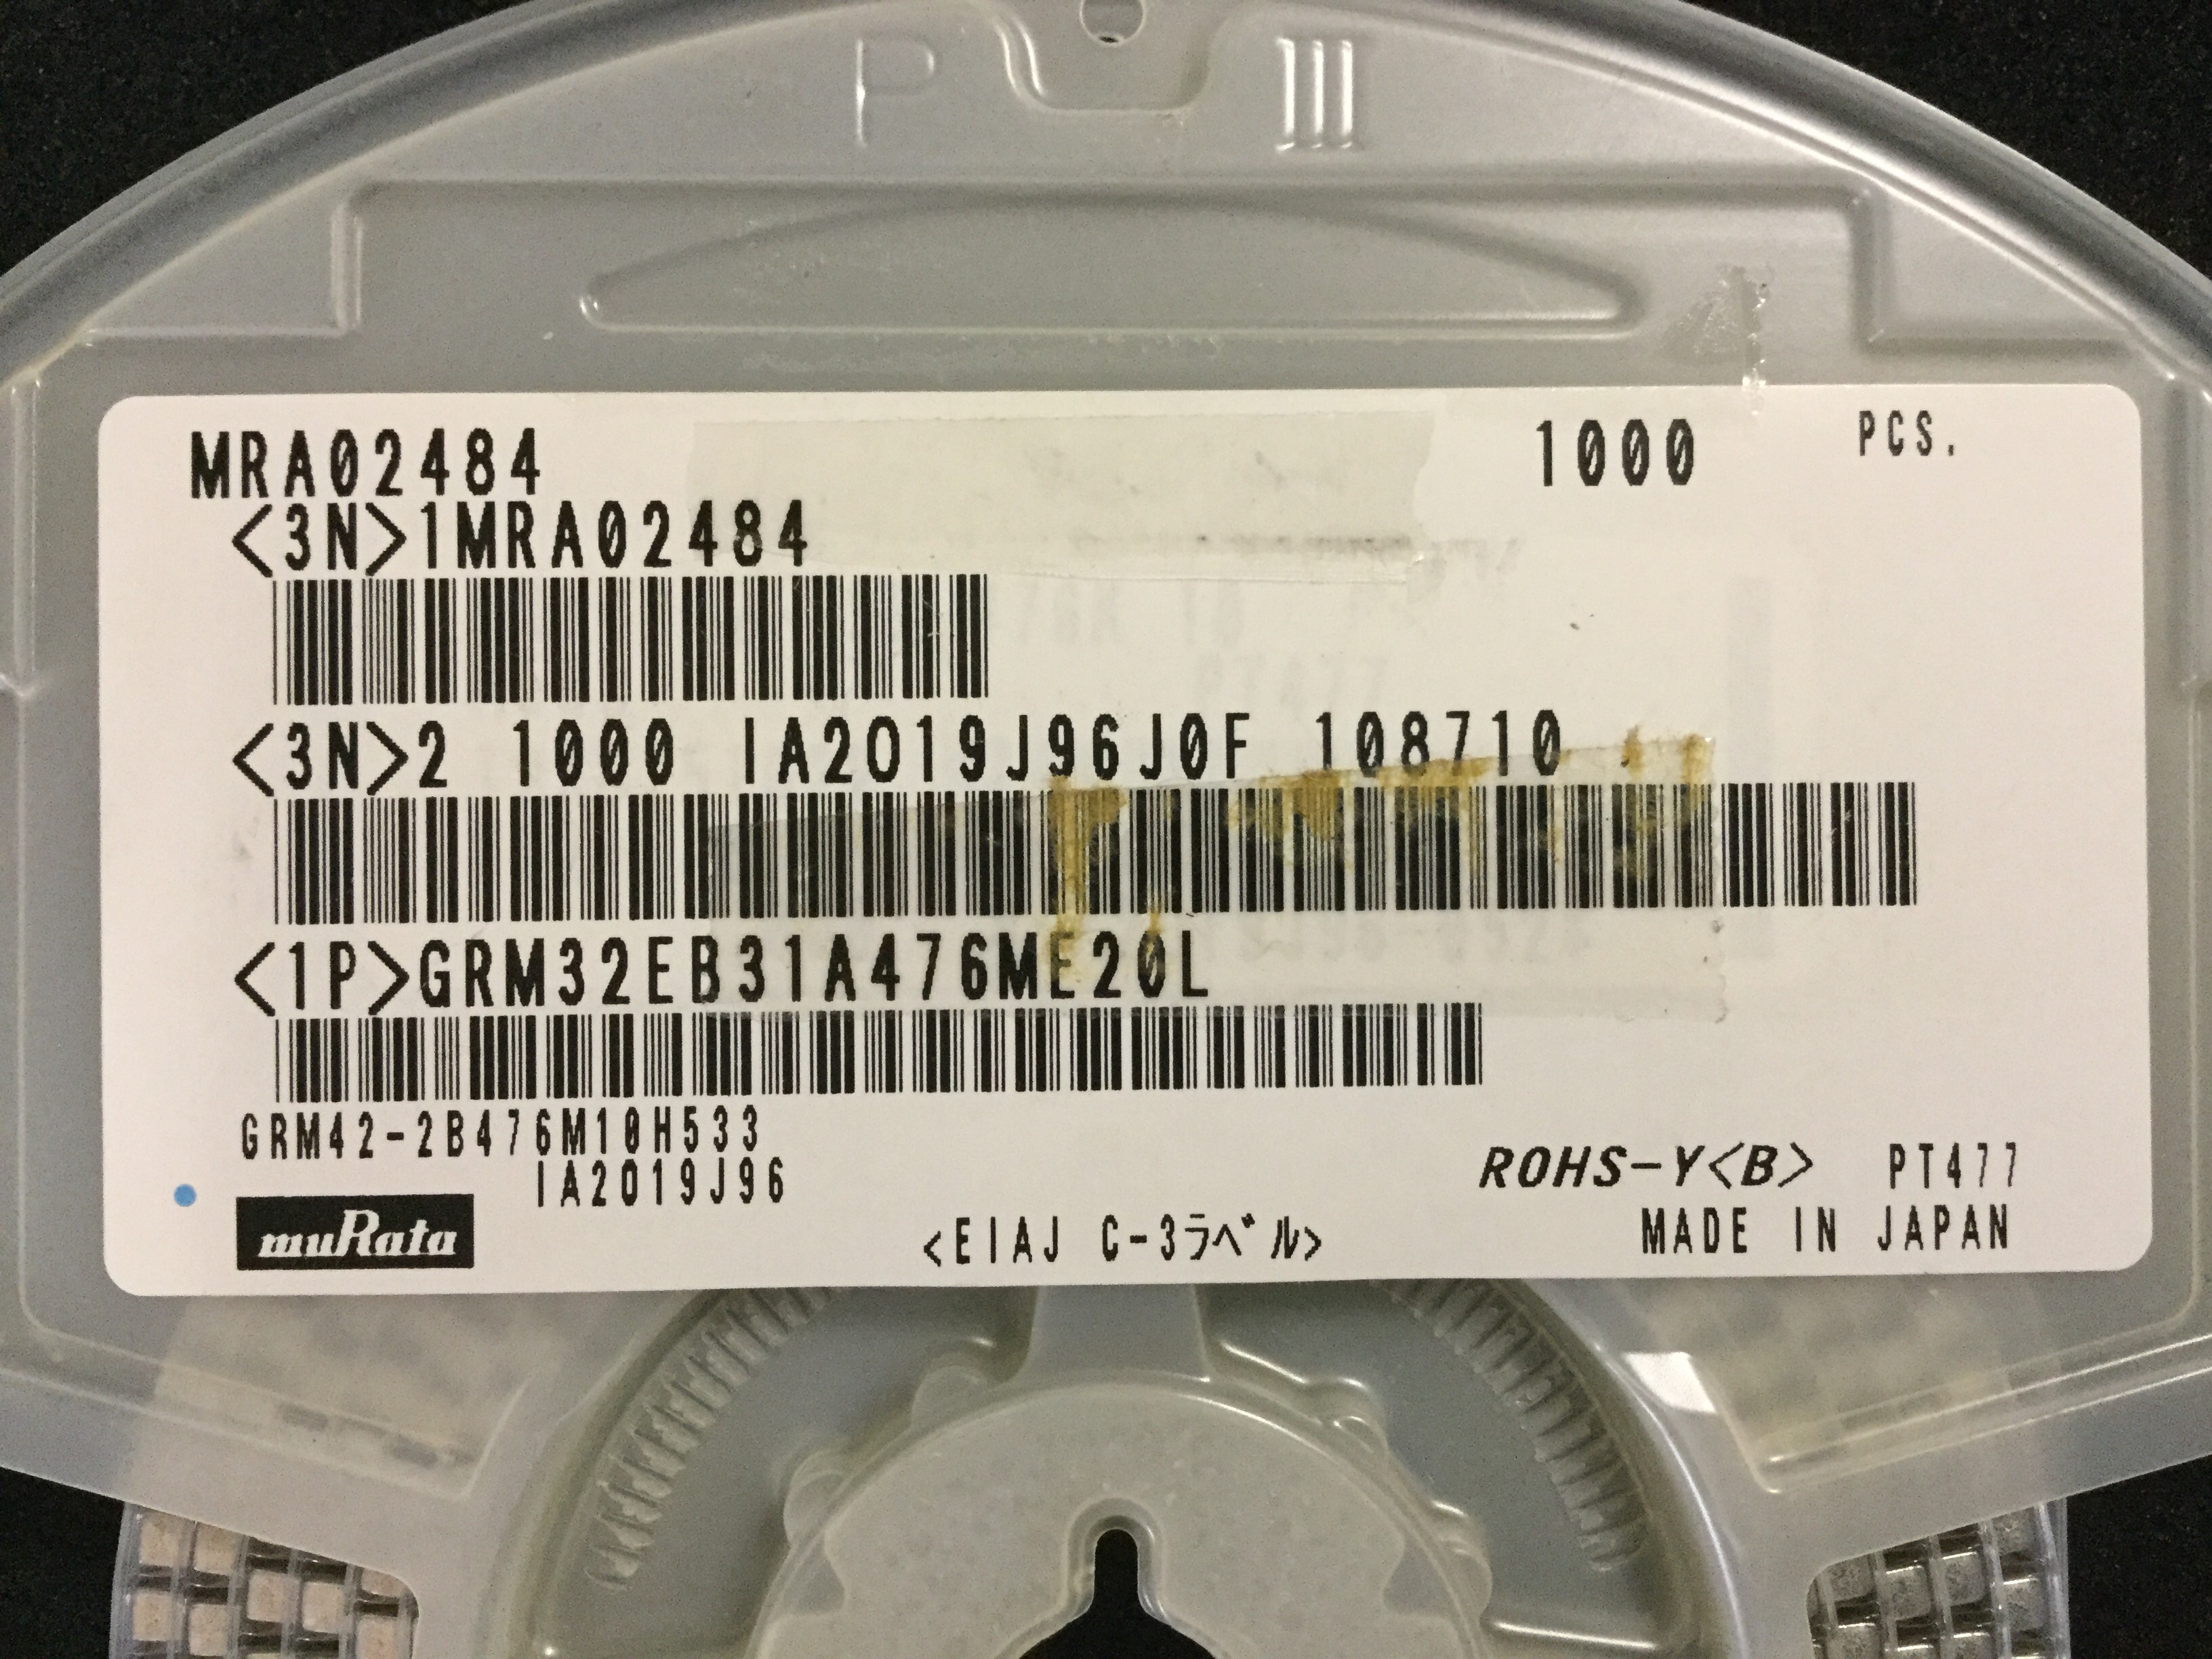 P III
MRA02484 1000 PCS.
<3N>1MRA02484
<3N>2 1000 IA2019J96J0F 108710
<1P>GRM32EB31A476ME20L
GRM42-2B476M10H533
IA2019J96
ROHS-Y<B> PT477
muRata
<EIAJ C-3ラベル>
MADE IN JAPAN